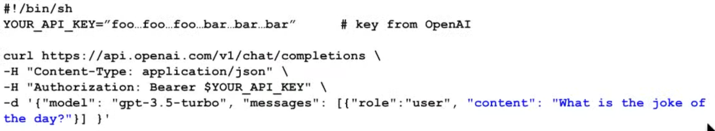 #!/bin/sh
YOUR_API_KEY=”foo…foo…foo…bar…bar…bar” # key from OpenAI
curl https://api.openai.com/v1/chat/completions \
-H "Content-Type: application/json" \
-H "Authorization: Bearer $YOUR_API_KEY" \
-d '{"model": "gpt-3.5-turbo", "messages": [{"role":"user", "content": "What is the joke of
the day?"}] }'